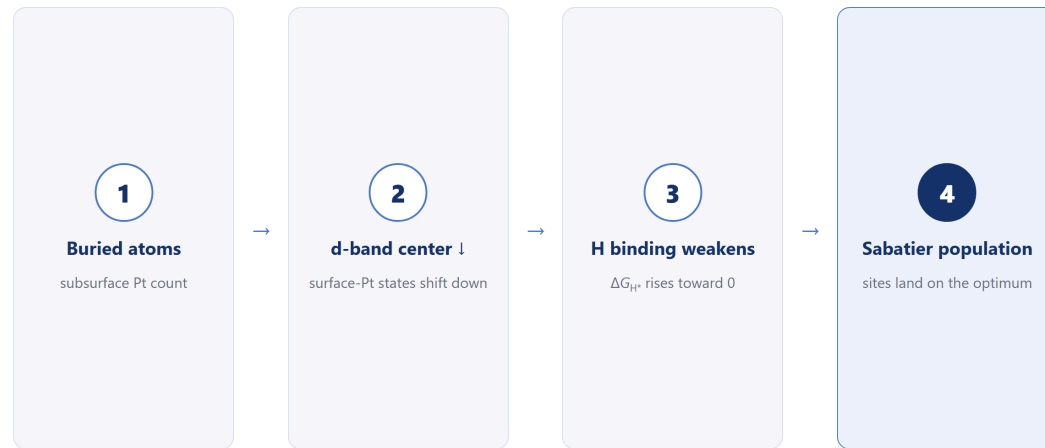 1
Buried atoms
subsurface Pt count
→
2
d-band center ↓
surface-Pt states shift down
→
3
H binding weakens
ΔG_H* rises toward 0
→
4
Sabatier population
sites land on the optimum